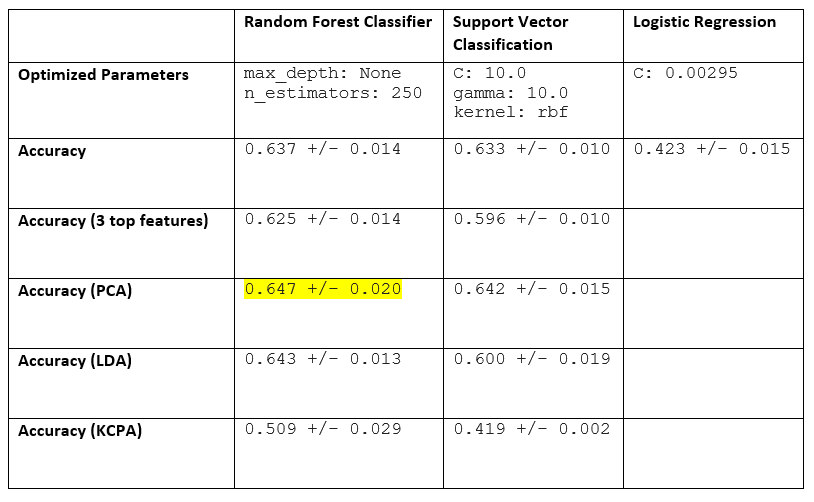 Random Forest Classifier
Support Vector
Classification
Logistic Regression
Optimized Parameters
max_depth: None
n_estimators: 250
C: 10.0
gamma: 10.0
kernel: rbf
C: 0.00295
Accuracy
0.637 +/- 0.014
0.633 +/- 0.010
0.423 +/- 0.015
Accuracy (3 top features)
0.625 +/- 0.014
0.596 +/- 0.010
Accuracy (PCA)
0.647 +/- 0.020
0.642 +/- 0.015
Accuracy (LDA)
0.643 +/- 0.013
0.600 +/- 0.019
Accuracy (KCPA)
0.509 +/- 0.029
0.419 +/- 0.002